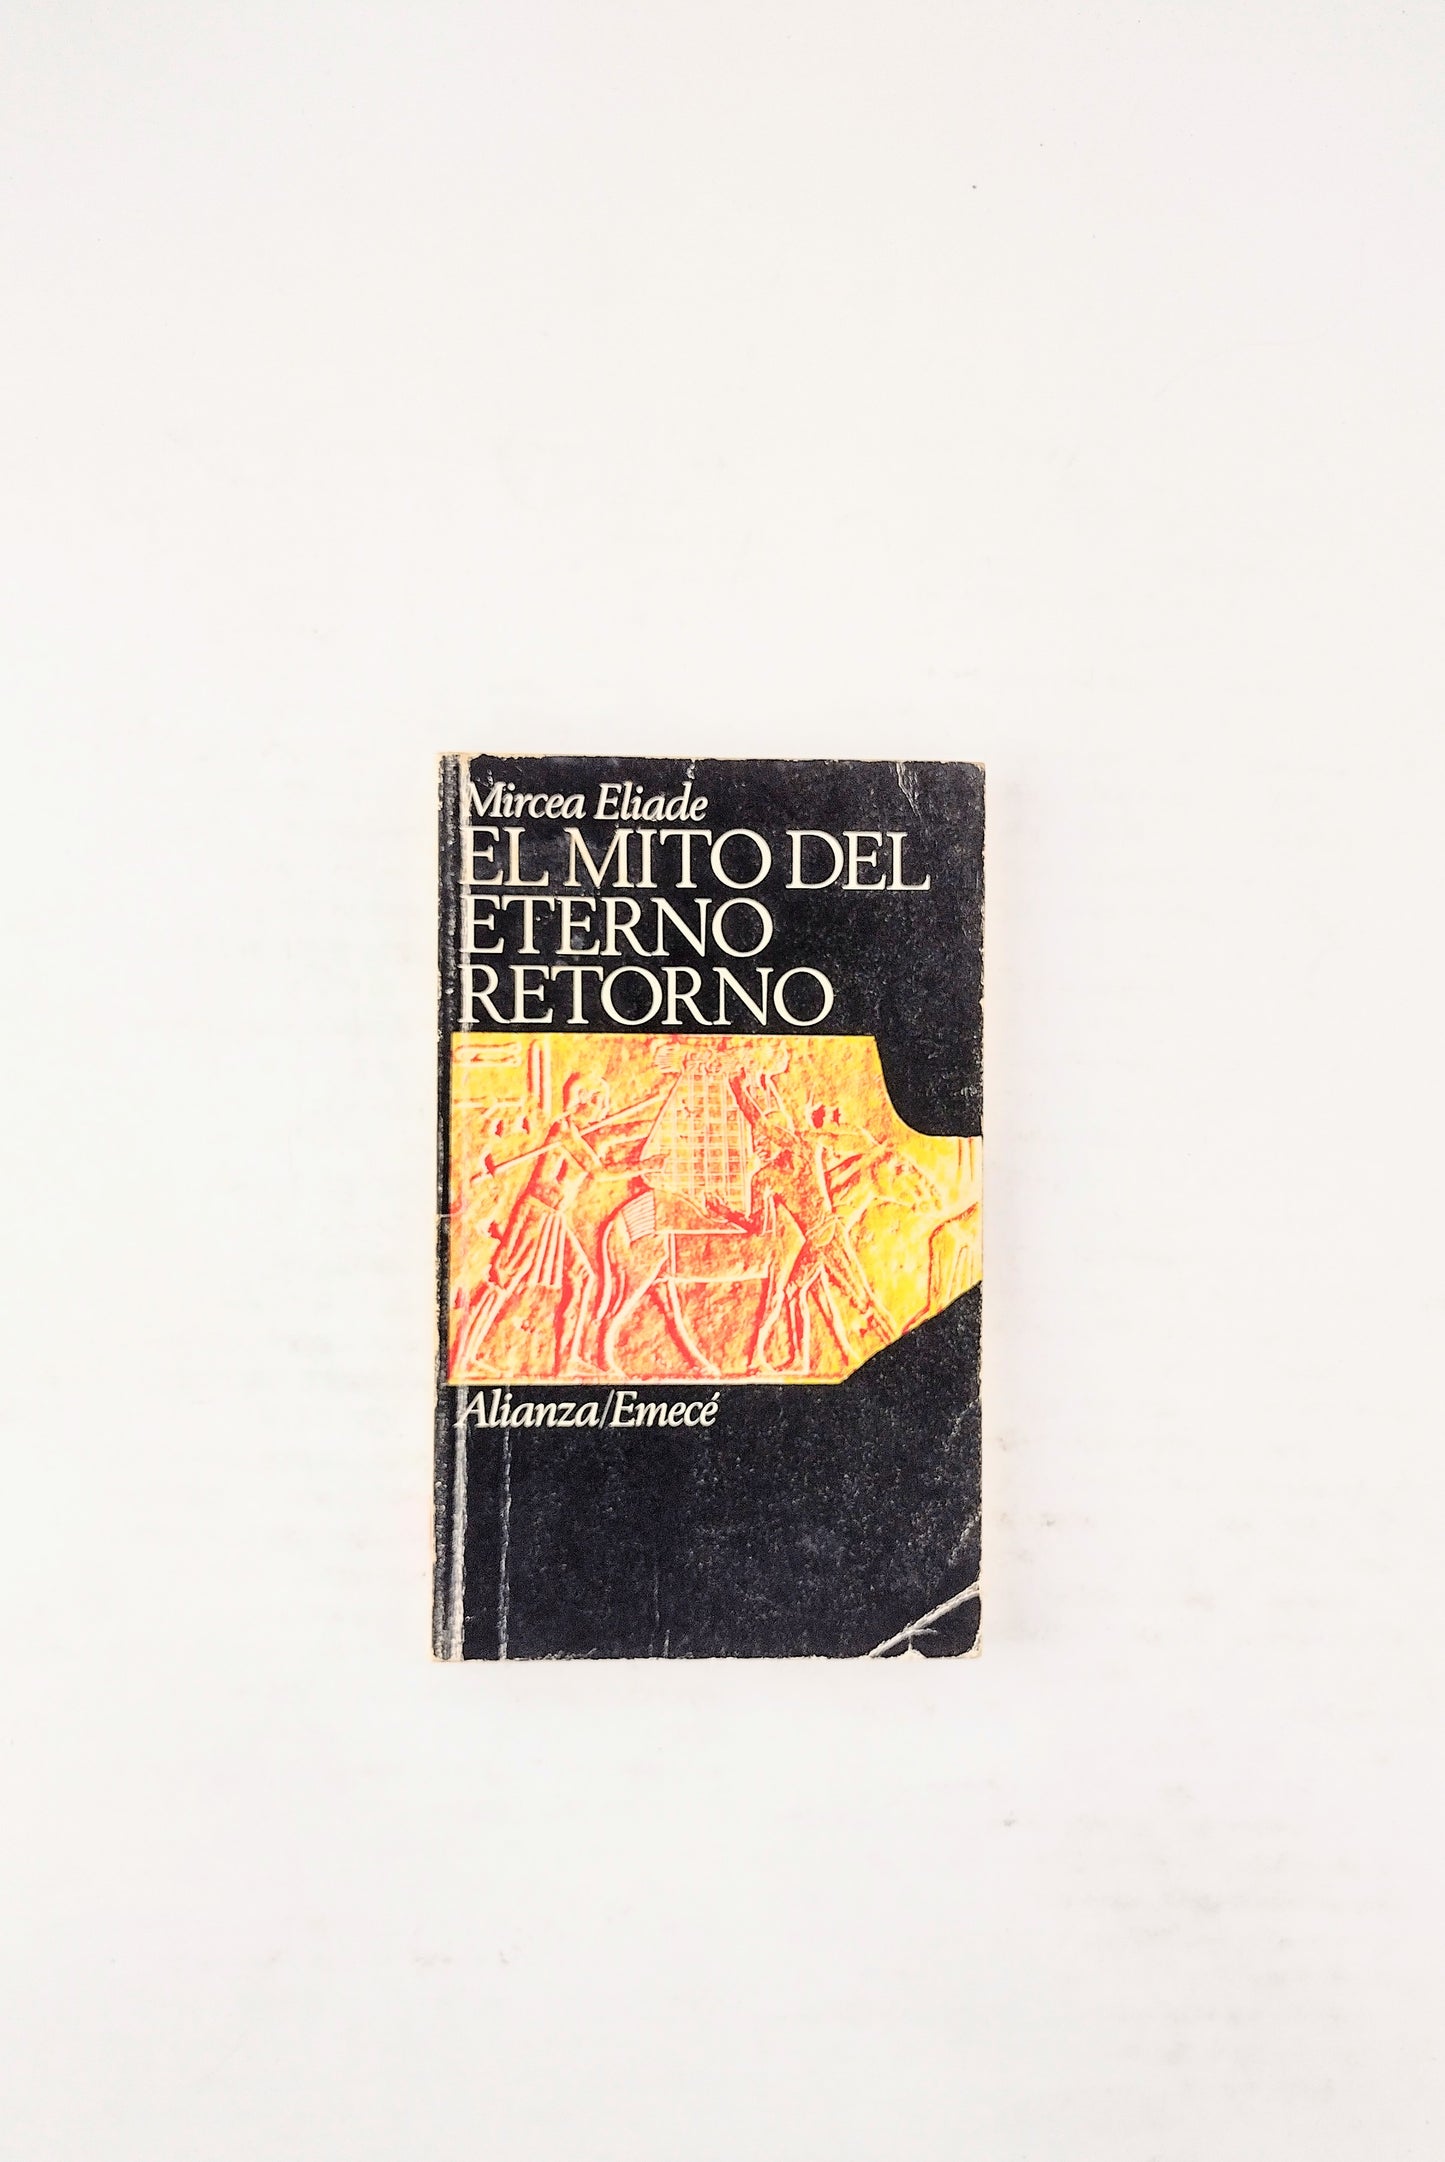 Mircea Eliade
EL MITO DEL
ETERNO
RETORNO
Alianza/Emecé